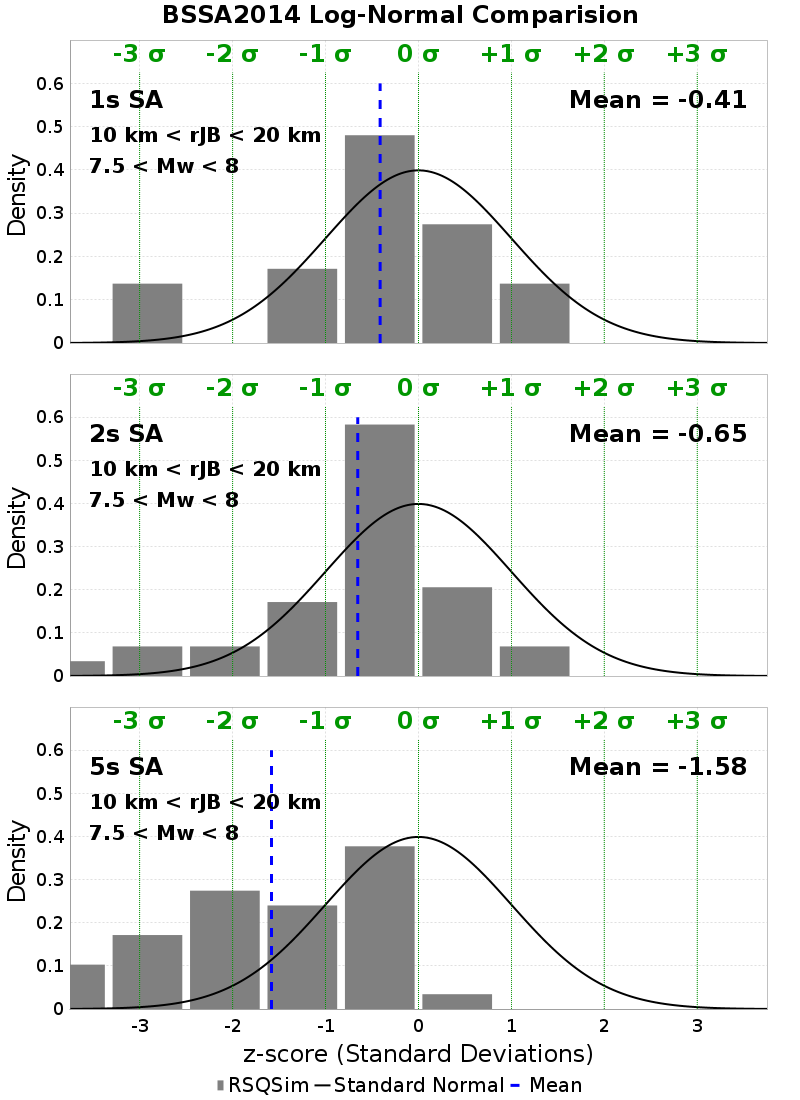 BSSA2014 Log-Normal Comparision
-3 σ -2 σ -1 σ 0 σ +1 σ +2 σ +3 σ
0.6
1s SA Mean = -0.41
0.5
10 km < rJB < 20 km
7.5 < Mw < 8
0.4
0.3
0.2
0.1
0
Density
-3 σ -2 σ -1 σ 0 σ +1 σ +2 σ +3 σ
0.6
2s SA Mean = -0.65
0.5
10 km < rJB < 20 km
7.5 < Mw < 8
0.4
0.3
0.2
0.1
0
Density
-3 σ -2 σ -1 σ 0 σ +1 σ +2 σ +3 σ
0.6
5s SA Mean = -1.58
0.5
10 km < rJB < 20 km
7.5 < Mw < 8
0.4
0.3
0.2
0.1
0
Density
-3 -2 -1 0 1 2 3
z-score (Standard Deviations)
RSQSim Standard Normal Mean